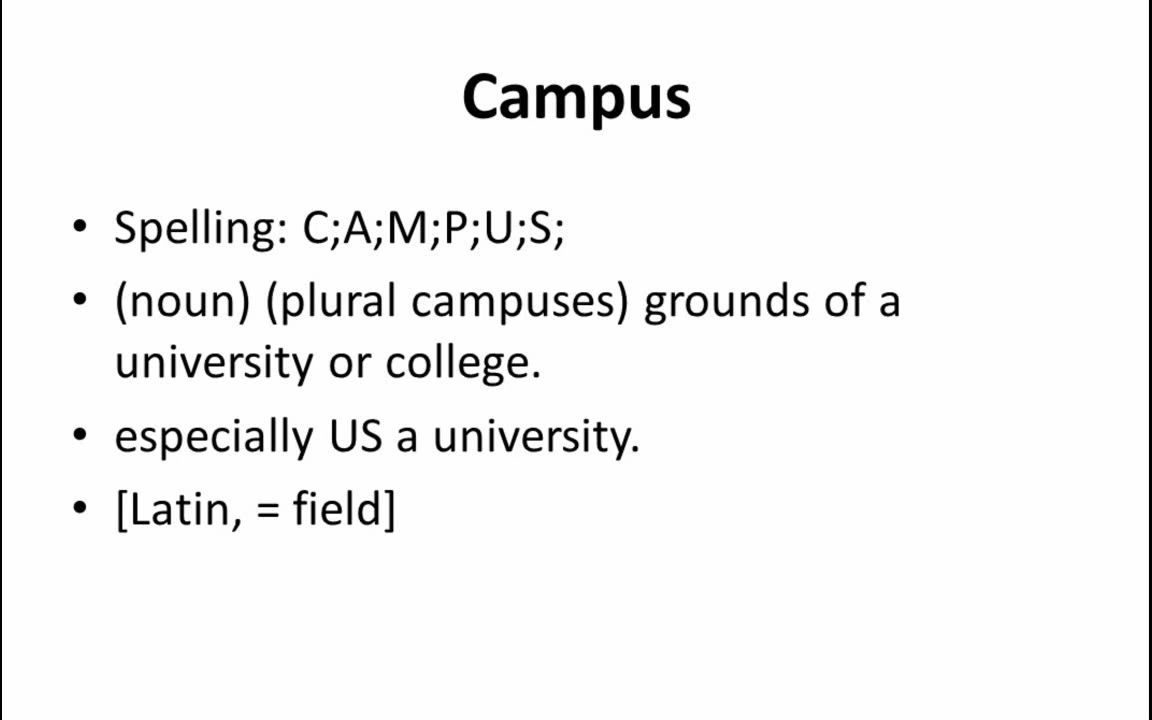 Campus
• Spelling: C;A;M;P;U;S;
• (noun) (plural campuses) grounds of a
university or college.
• especially US a university.
• [Latin, = field]